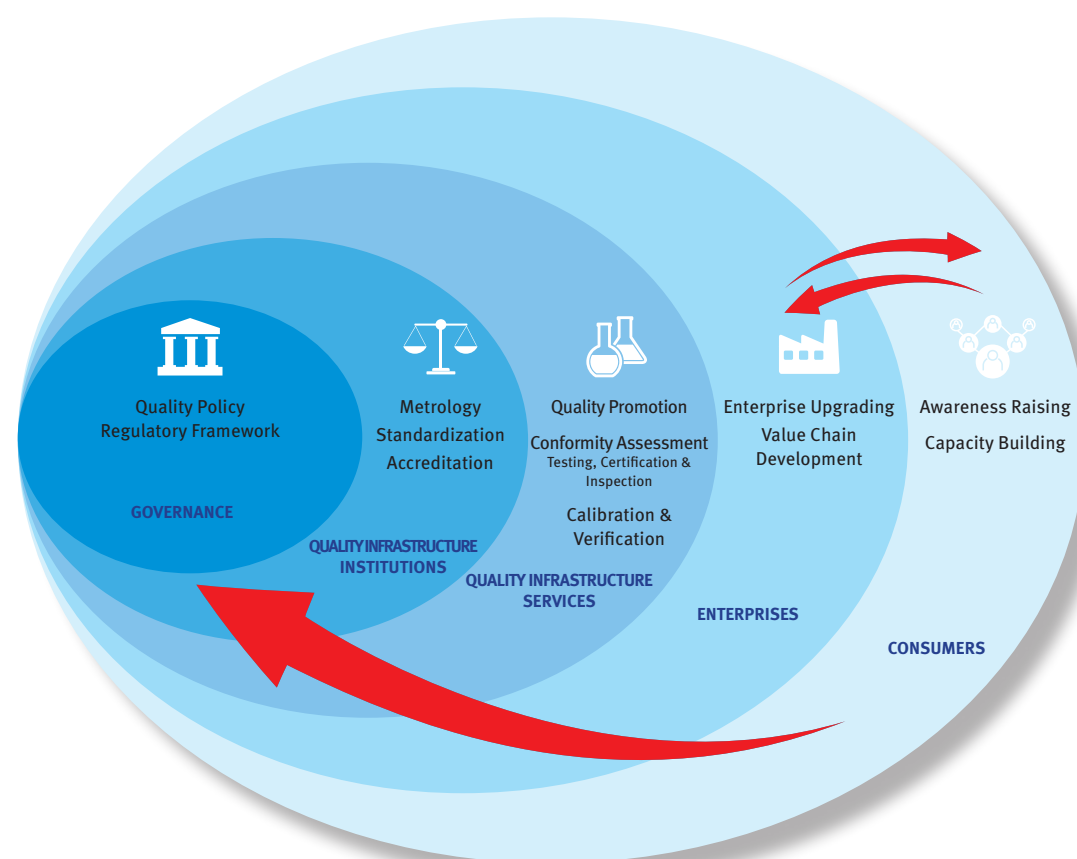 Quality Policy
Regulatory Framework
GOVERNANCE
Metrology
Standardization
Accreditation
QUALITY INFRASTRUCTURE
INSTITUTIONS
Quality Promotion
Conformity Assessment
Testing, Certification &
Inspection
Calibration &
Verification
QUALITY INFRASTRUCTURE
SERVICES
Enterprise Upgrading
Value Chain
Development
ENTERPRISES
Awareness Raising
Capacity Building
CONSUMERS